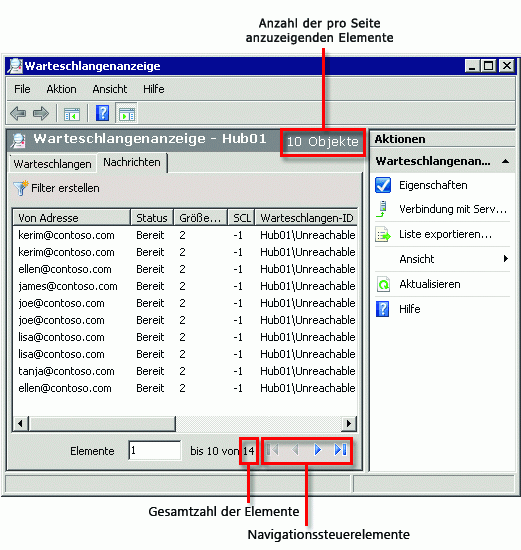 Anzahl der pro Seite
anzuzeigenden Elemente
Warteschlangenanzeige
File Aktion Ansicht Hilfe
Warteschlangenanzeige - Hub01 10 Objekte
Warteschlangen Nachrichten
Filter erstellen
Von Adresse Status Größe... SCL Warteschlangen-ID
kerim@contoso.com Bereit 2 -1 Hub01\Unreachable
kerim@contoso.com Bereit 2 -1 Hub01\Unreachable
ellen@contoso.com Bereit 2 -1 Hub01\Unreachable
james@contoso.com Bereit 2 -1 Hub01\Unreachable
joe@contoso.com Bereit 2 -1 Hub01\Unreachable
joe@contoso.com Bereit 2 -1 Hub01\Unreachable
lisa@contoso.com Bereit 2 -1 Hub01\Unreachable
lisa@contoso.com Bereit 2 -1 Hub01\Unreachable
tanja@contoso.com Bereit 2 -1 Hub01\Unreachable
ellen@contoso.com Bereit 2 -1 Hub01\Unreachable
Elemente 1 bis 10 von 14
Aktionen
Warteschlangenan...
Eigenschaften
Verbindung mit Serv...
Liste exportieren...
Ansicht
Aktualisieren
Hilfe
Gesamtzahl der Elemente
Navigationssteuerelemente